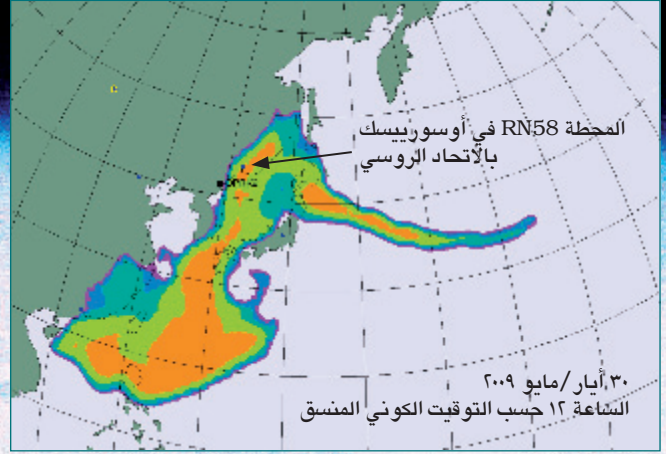 المحطة RN58 في أوسورييسك
بالاتحاد الروسي
٣٠ أيار/مايو ٢٠٠٩
الساعة ١٢ حسب التوقيت الكوني المنسق